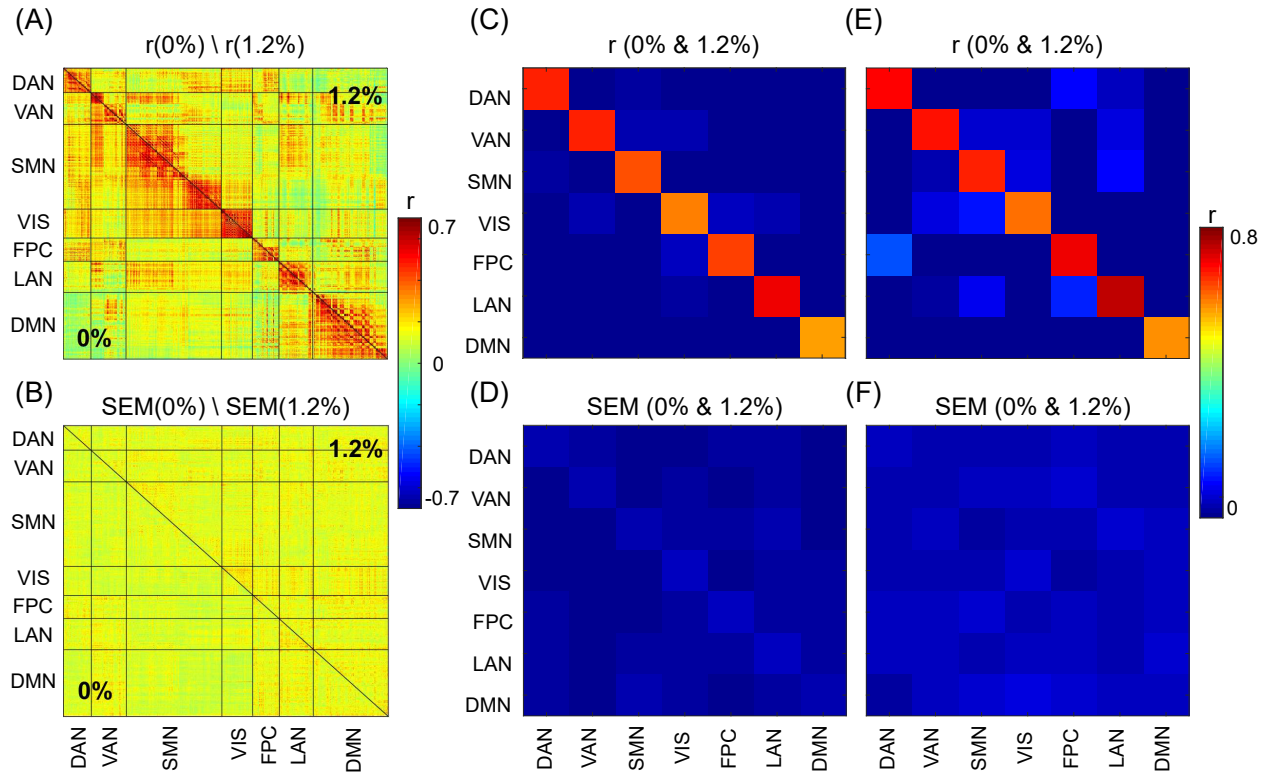 (A)
r(0%) \ r(1.2%)
DAN
VAN
SMN
VIS
FPC
LAN
DMN
1.2%
0%
r
0.7
0
-0.7
(B)
SEM(0%) \ SEM(1.2%)
DAN
VAN
SMN
VIS
FPC
LAN
DMN
1.2%
0%
DAN
VAN
SMN
VIS
FPC
LAN
DMN
(C)
r (0% & 1.2%)
DAN
VAN
SMN
VIS
FPC
LAN
DMN
(D)
SEM (0% & 1.2%)
DAN
VAN
SMN
VIS
FPC
LAN
DMN
DAN
VAN
SMN
VIS
FPC
LAN
DMN
(E)
r (0% & 1.2%)
r
0.8
0
(F)
SEM (0% & 1.2%)
DAN
VAN
SMN
VIS
FPC
LAN
DMN